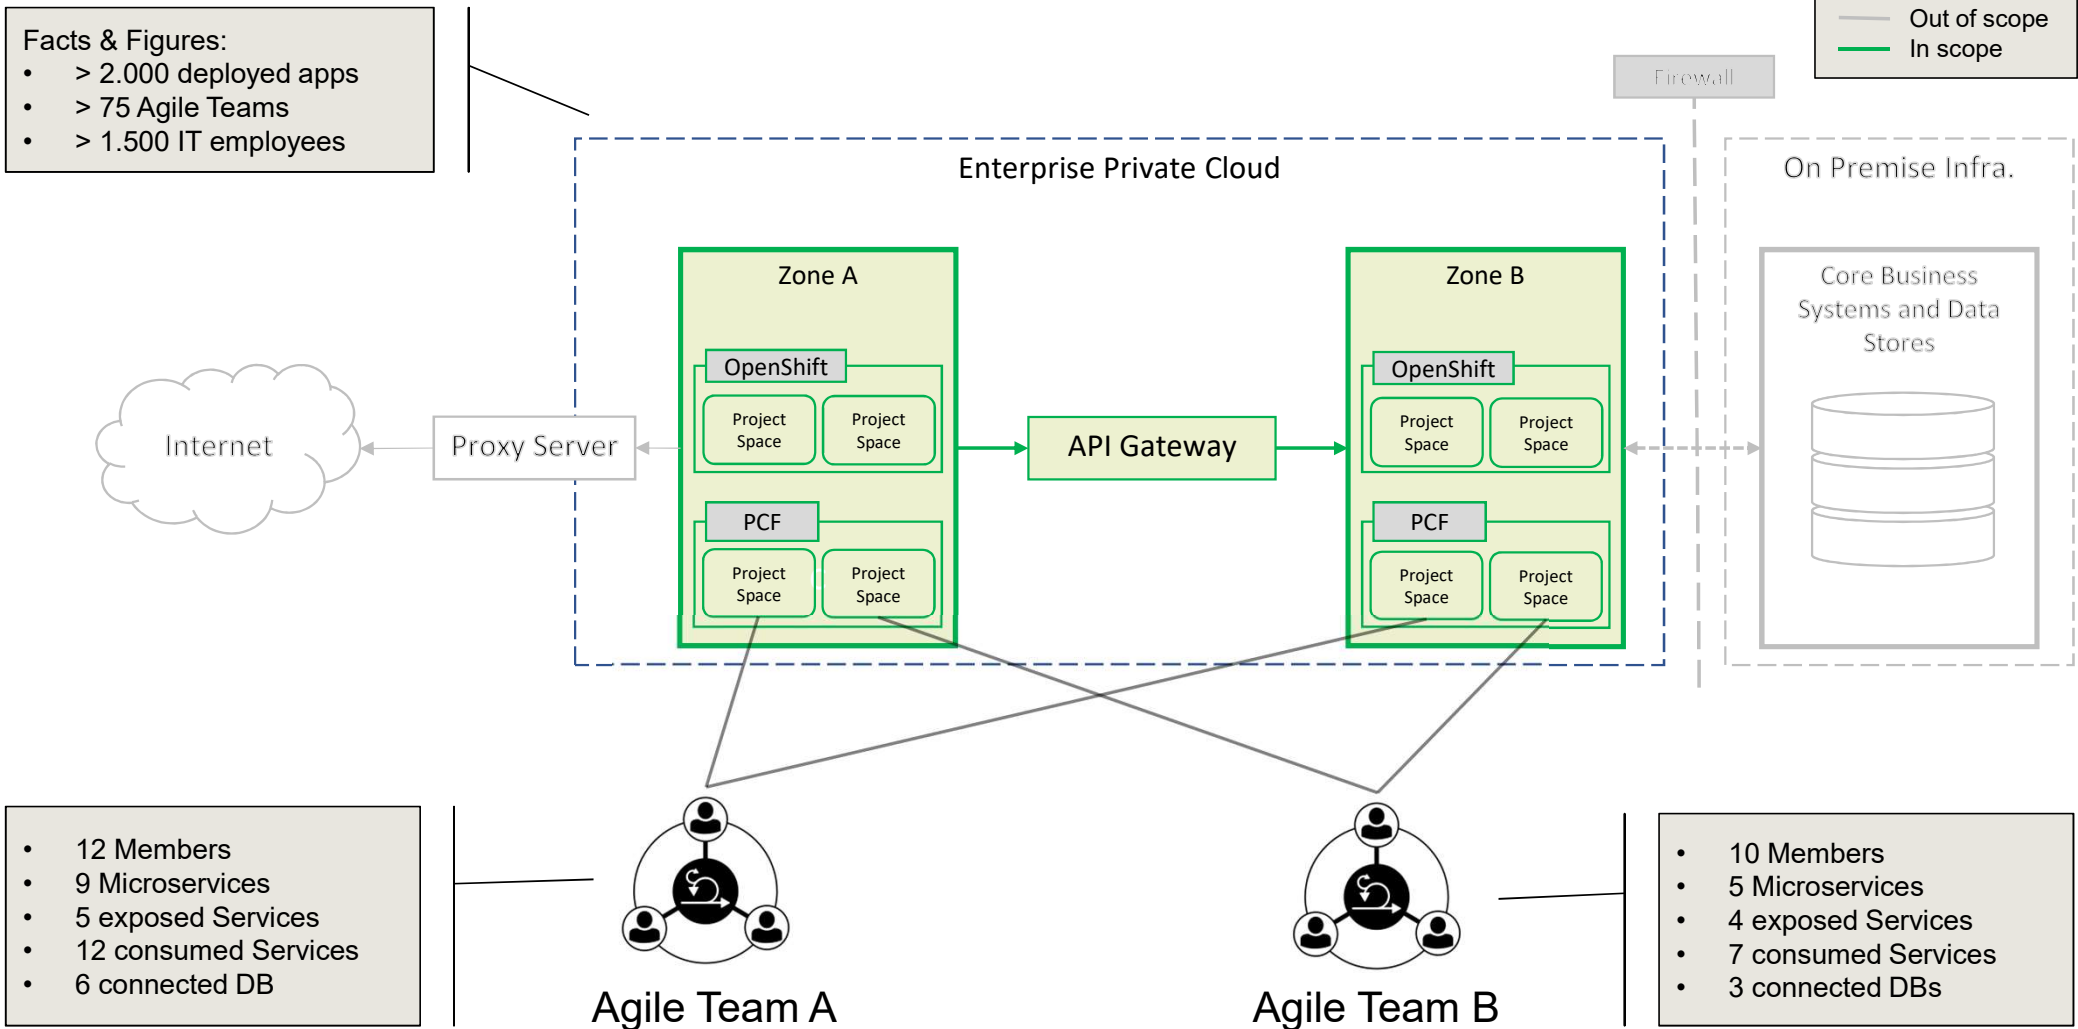 Facts & Figures:
• > 2.000 deployed apps
• > 75 Agile Teams
• > 1.500 IT employees
Out of scope
In scope
Firewall
Enterprise Private Cloud
On Premise Infra.
Zone A
OpenShift
Project
Space
Project
Space
PCF
Project
Space
Project
Space
Zone B
OpenShift
Project
Space
Project
Space
PCF
Project
Space
Project
Space
Core Business
Systems and Data
Stores
Internet
Proxy Server
API Gateway
• 12 Members
• 9 Microservices
• 5 exposed Services
• 12 consumed Services
• 6 connected DB
Agile Team A
Agile Team B
• 10 Members
• 5 Microservices
• 4 exposed Services
• 7 consumed Services
• 3 connected DBs